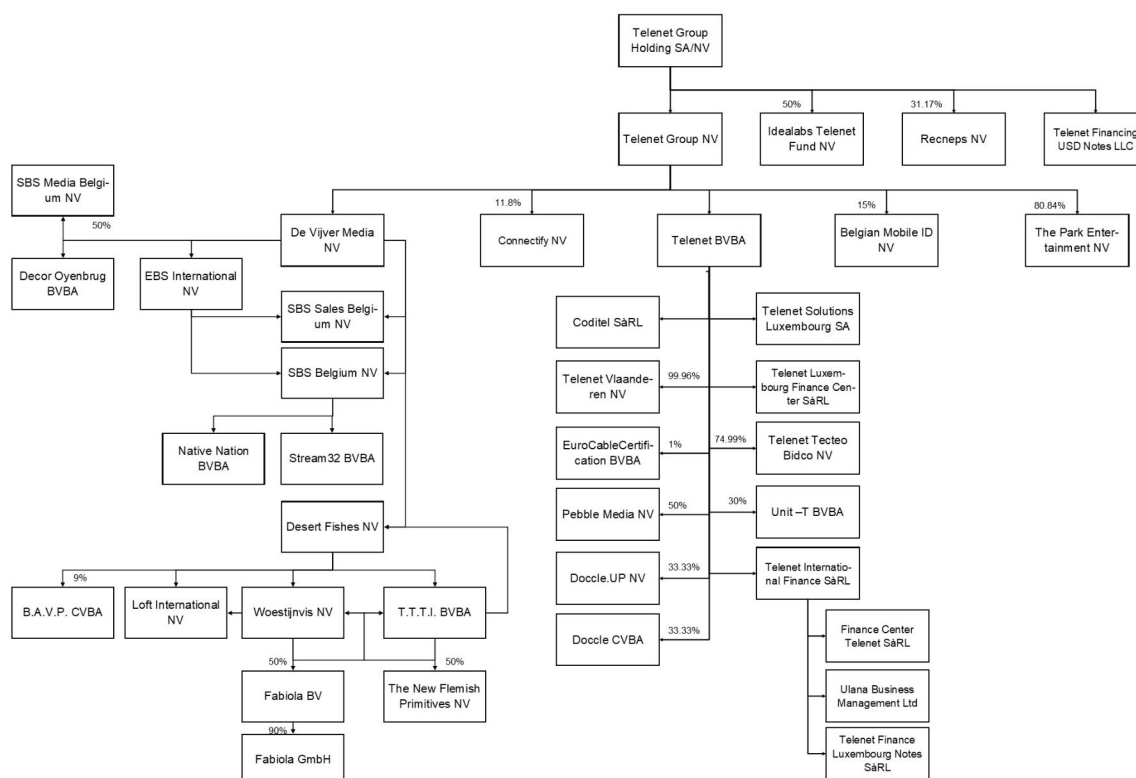 Telenet Group
Holding SA/NV
50%
31.17%
Telenet Group NV
Idealabs Telenet
Fund NV
Recneps NV
Telenet Financing
USD Notes LLC
SBS Media Belgi-
um NV
50%
11.8%
15%
80.84%
De Vijver Media
NV
Connectify NV
Telenet BVBA
Belgian Mobile ID
NV
The Park Enter-
tainment NV
Decor Oyenbrug
BVBA
EBS International
NV
SBS Sales Belgi-
um NV
SBS Belgium NV
Native Nation
BVBA
Stream32 BVBA
Coditel SàRL
Telenet Solutions
Luxembourg SA
Telenet Vlaande-
ren NV
99.96%
Telenet Luxem-
bourg Finance Cen-
ter SàRL
EuroCableCertifi-
cation BVBA
1%
74.99%
Telenet Tecteo
Bidco NV
Pebble Media NV
50%
30%
Unit –T BVBA
Doccle.UP NV
33.33%
Telenet Internatio-
nal Finance SàRL
Doccle CVBA
33.33%
Finance Center
Telenet SàRL
Ulana Business
Management Ltd
Telenet Finance
Luxembourg Notes
SàRL
Desert Fishes NV
9%
B.A.V.P. CVBA
Loft International
NV
Woestijnvis NV
T.T.T.I. BVBA
50%
50%
Fabiola BV
The New Flemish
Primitives NV
90%
Fabiola GmbH